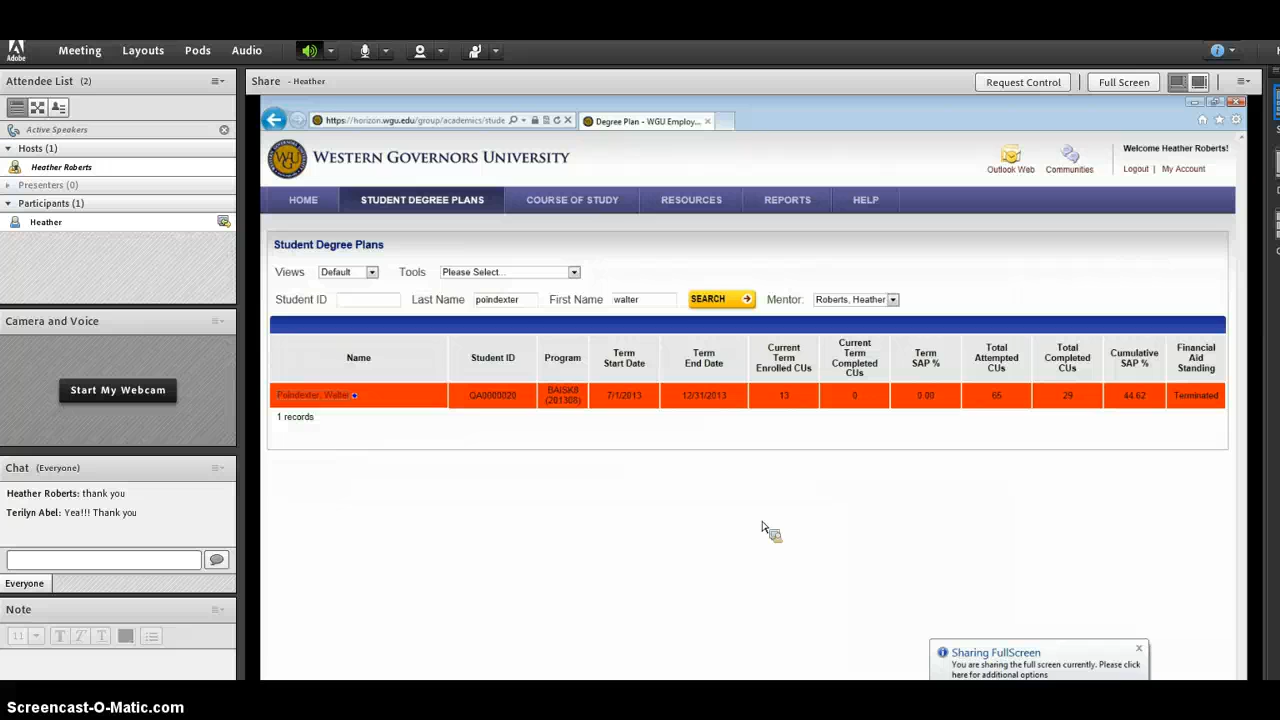 Adobe
Meeting Layouts Pods Audio
Attendee List (2)
Active Speakers
Hosts (1)
Heather Roberts
Presenters (0)
Participants (1)
Heather
Camera and Voice
Start My Webcam
Chat (Everyone)
Heather Roberts: thank you
Terilyn Abel: Yea!!! Thank you
Everyone
Note
11 T T T
Share - Heather
Request Control Full Screen
https://horizon.wgu.edu/group/academics/stude
Degree Plan - WGU Employ...
WGU
WESTERN GOVERNORS UNIVERSITY
Outlook Web Communities
Welcome Heather Roberts!
Logout | My Account
HOME STUDENT DEGREE PLANS COURSE OF STUDY RESOURCES REPORTS HELP
Student Degree Plans
Views Default Tools Please Select...
Student ID Last Name poindexter First Name walter SEARCH Mentor: Roberts, Heather
Name Student ID Program Term Start Date Term End Date Current Term Enrolled CUs Current Term Completed CUs Term SAP % Total Attempted CUs Total Completed CUs Cumulative SAP % Financial Aid Standing
Poindexter, Walter QA0000020 BAISK8 (201308) 7/1/2013 12/31/2013 13 0 0.00 65 29 44.62 Terminated
1 records
Sharing FullScreen
You are sharing the full screen currently. Please click
here for additional options
Screencast-O-Matic.com